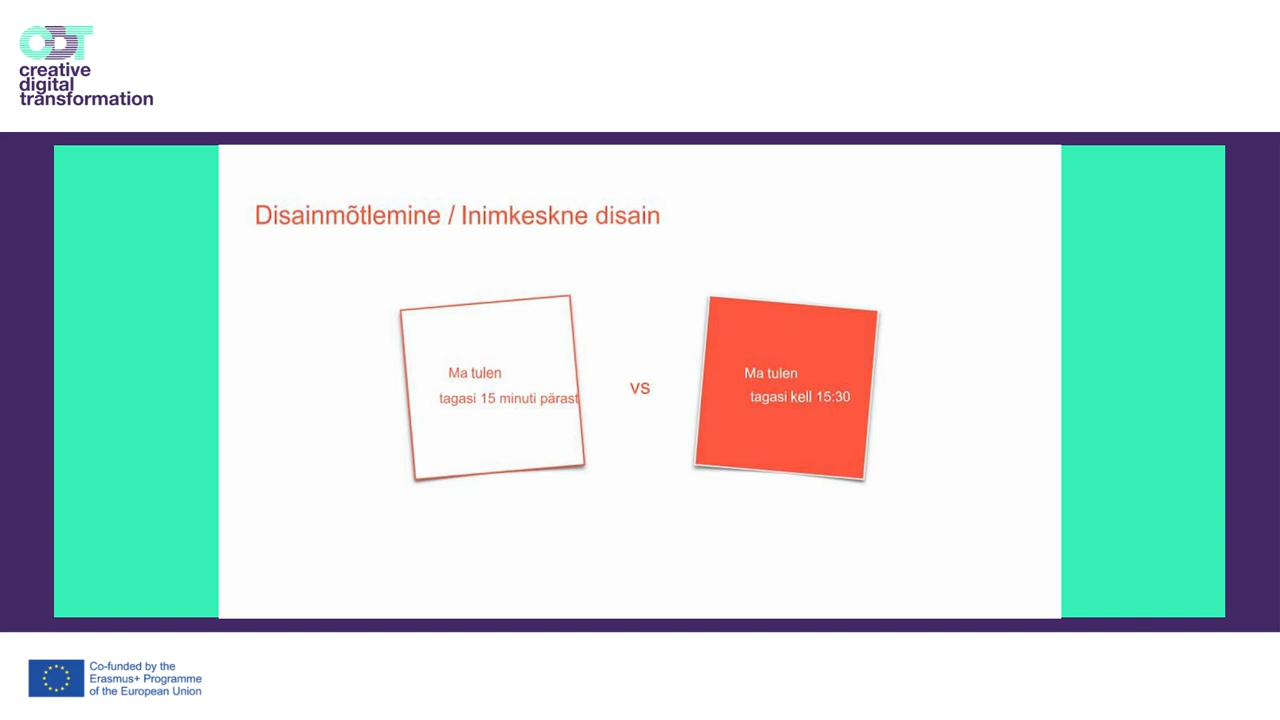 CDT
creative
digital
transformation
Disainmõtlemine / Inimkeskne disain
Ma tulen
tagasi 15 minuti pärast
vs
Ma tulen
tagasi kell 15:30
Co-funded by the
Erasmus+ Programme
of the European Union